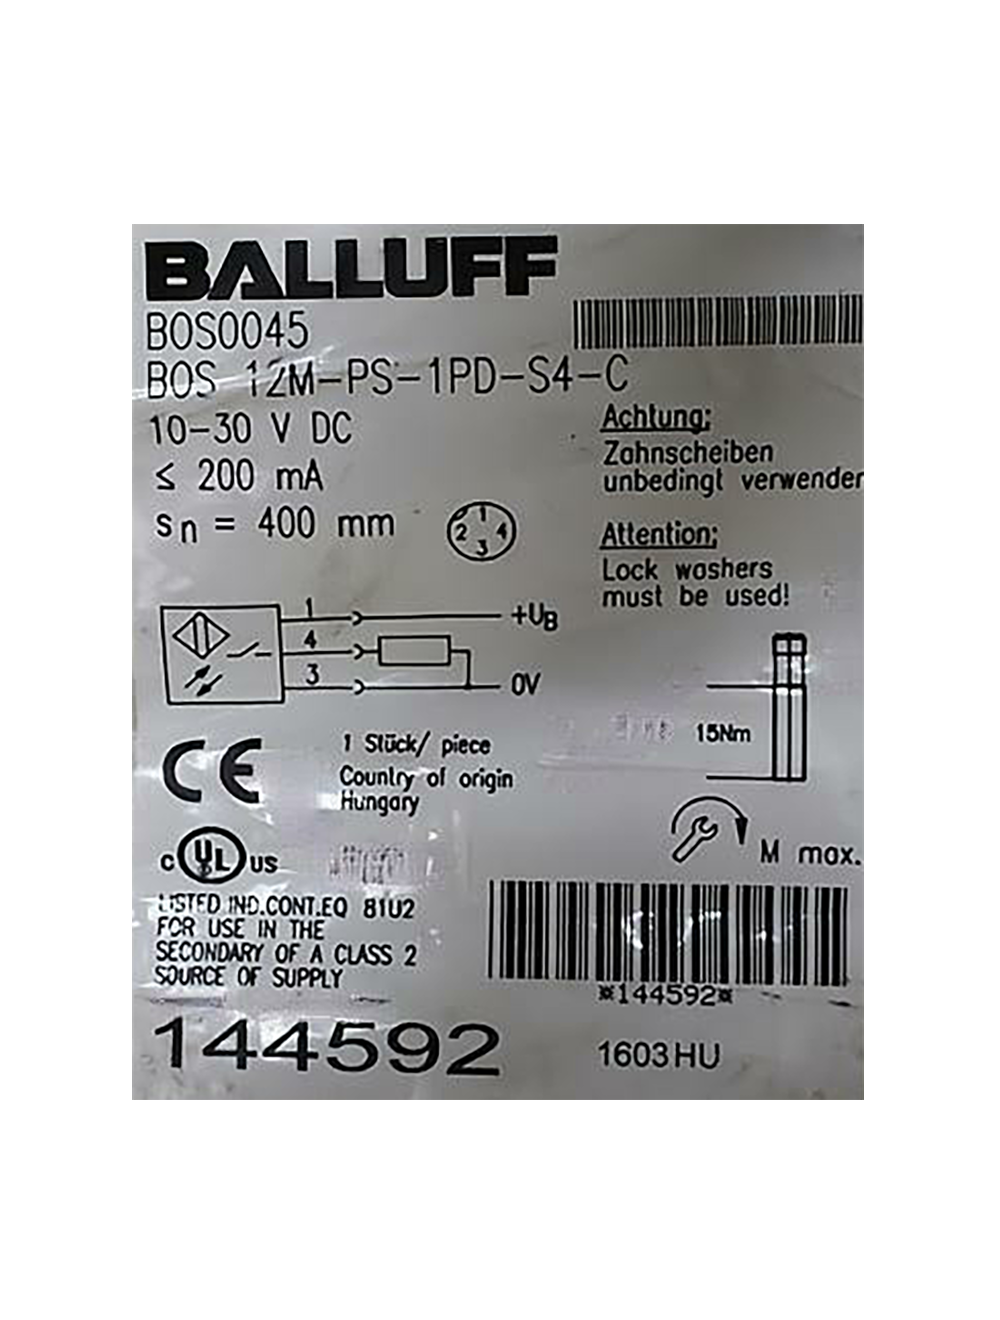 BALLUFF
BOS0045
BOS 12M-PS-1PD-S4-C
10-30 V DC
≤ 200 mA
sn = 400 mm
1
2 4
3
Achtung:
Zahnscheiben
unbedingt verwenden
Attention:
Lock washers
must be used!
1 +UB
4
3 0V
15Nm
M max.
CE
1 Stück/ piece
Country of origin
Hungary
c UL us
LISTED IND.CONT.EQ 81U2
FOR USE IN THE
SECONDARY OF A CLASS 2
SOURCE OF SUPPLY
*144592*
144592
1603HU